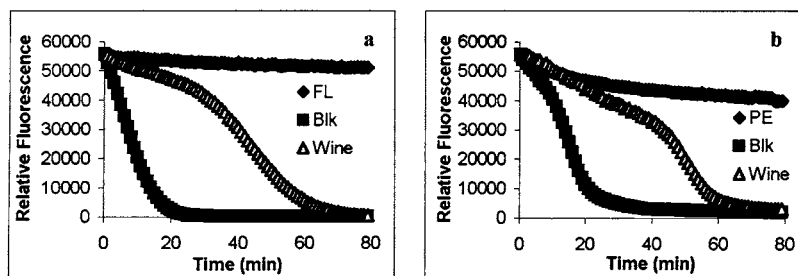 a
Relative Fluorescence
60000
50000
40000
30000
20000
10000
0
0 20 40 60 80
Time (min)
FL
Blk
Wine
b
Relative Fluorescence
60000
50000
40000
30000
20000
10000
0
0 20 40 60 80
Time (min)
PE
Blk
Wine